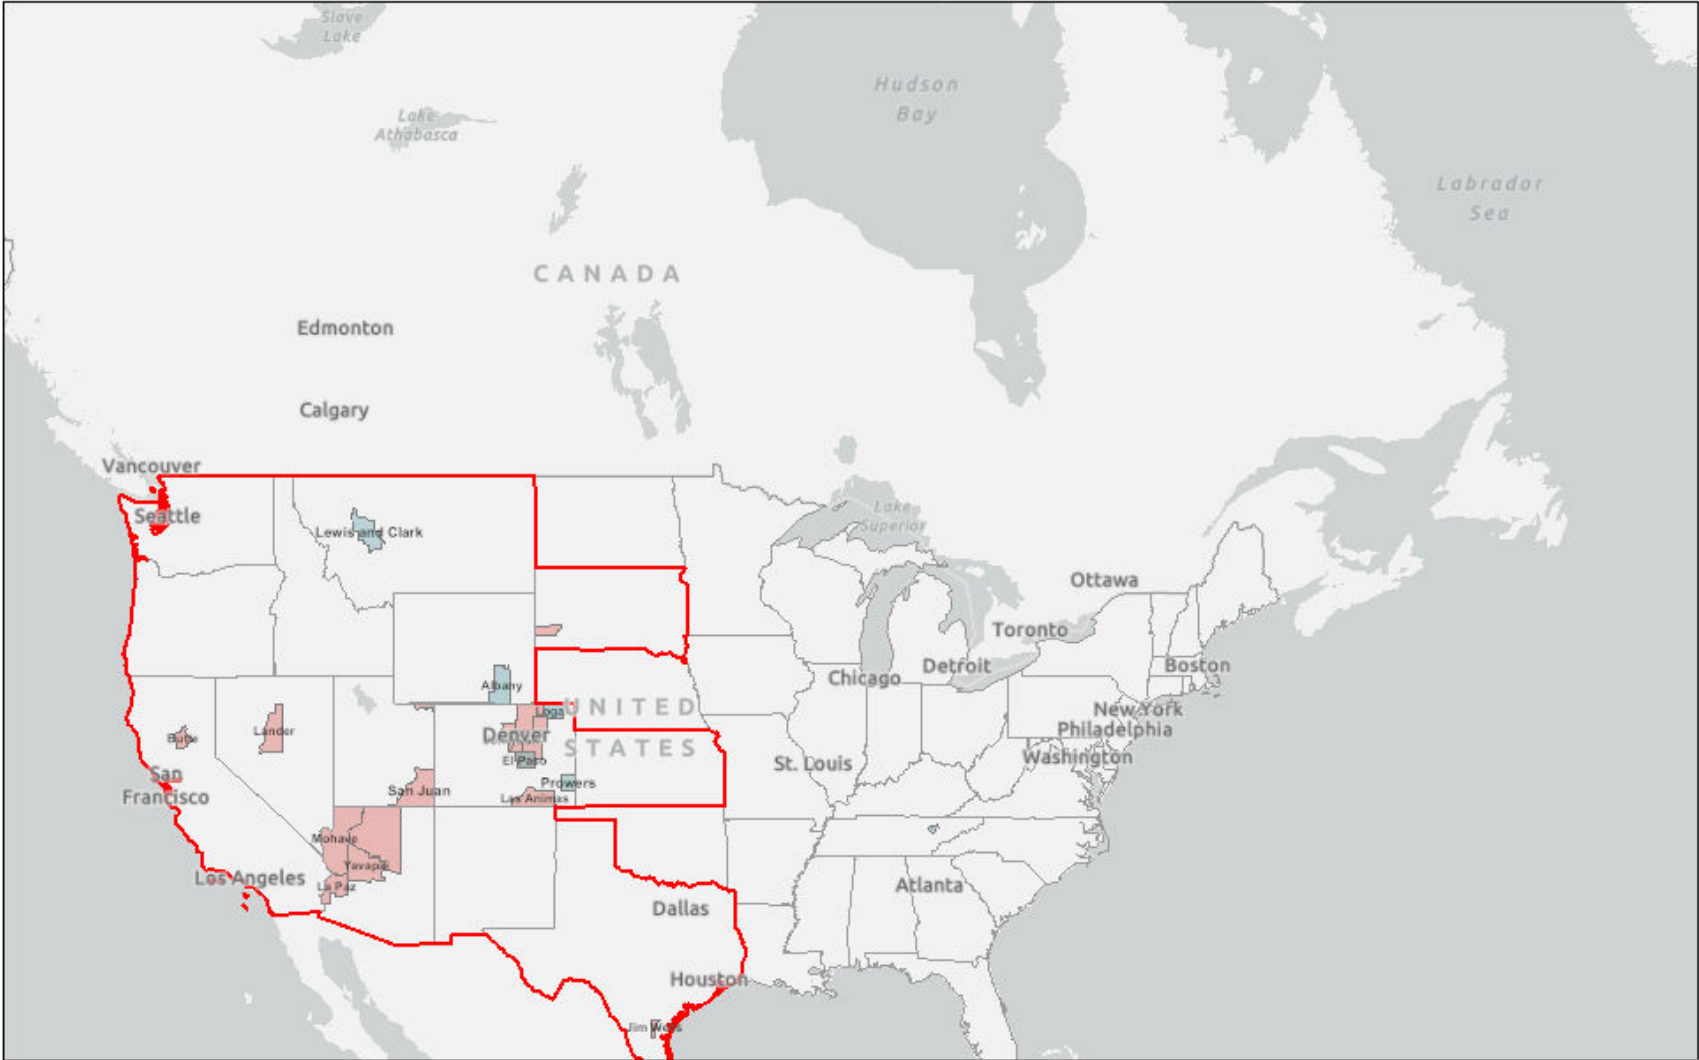 Slave
Lake
Hudson
Bay
Lake
Athabasca
Labrador
Sea
CANADA
Edmonton
Calgary
Vancouver
Seattle
Lewis and Clark
Lake
Superior
Ottawa
Toronto
Boston
Detroit
Chicago
Albany
UNITED
New York
Philadelphia
Butte
Lander
Denver
STATES
Washington
El Paso
St. Louis
San
Francisco
San Juan
Prowers
Las Animas
Mohave
Yavapai
Los Angeles
La Paz
Atlanta
Dallas
Houston
Jim Wells